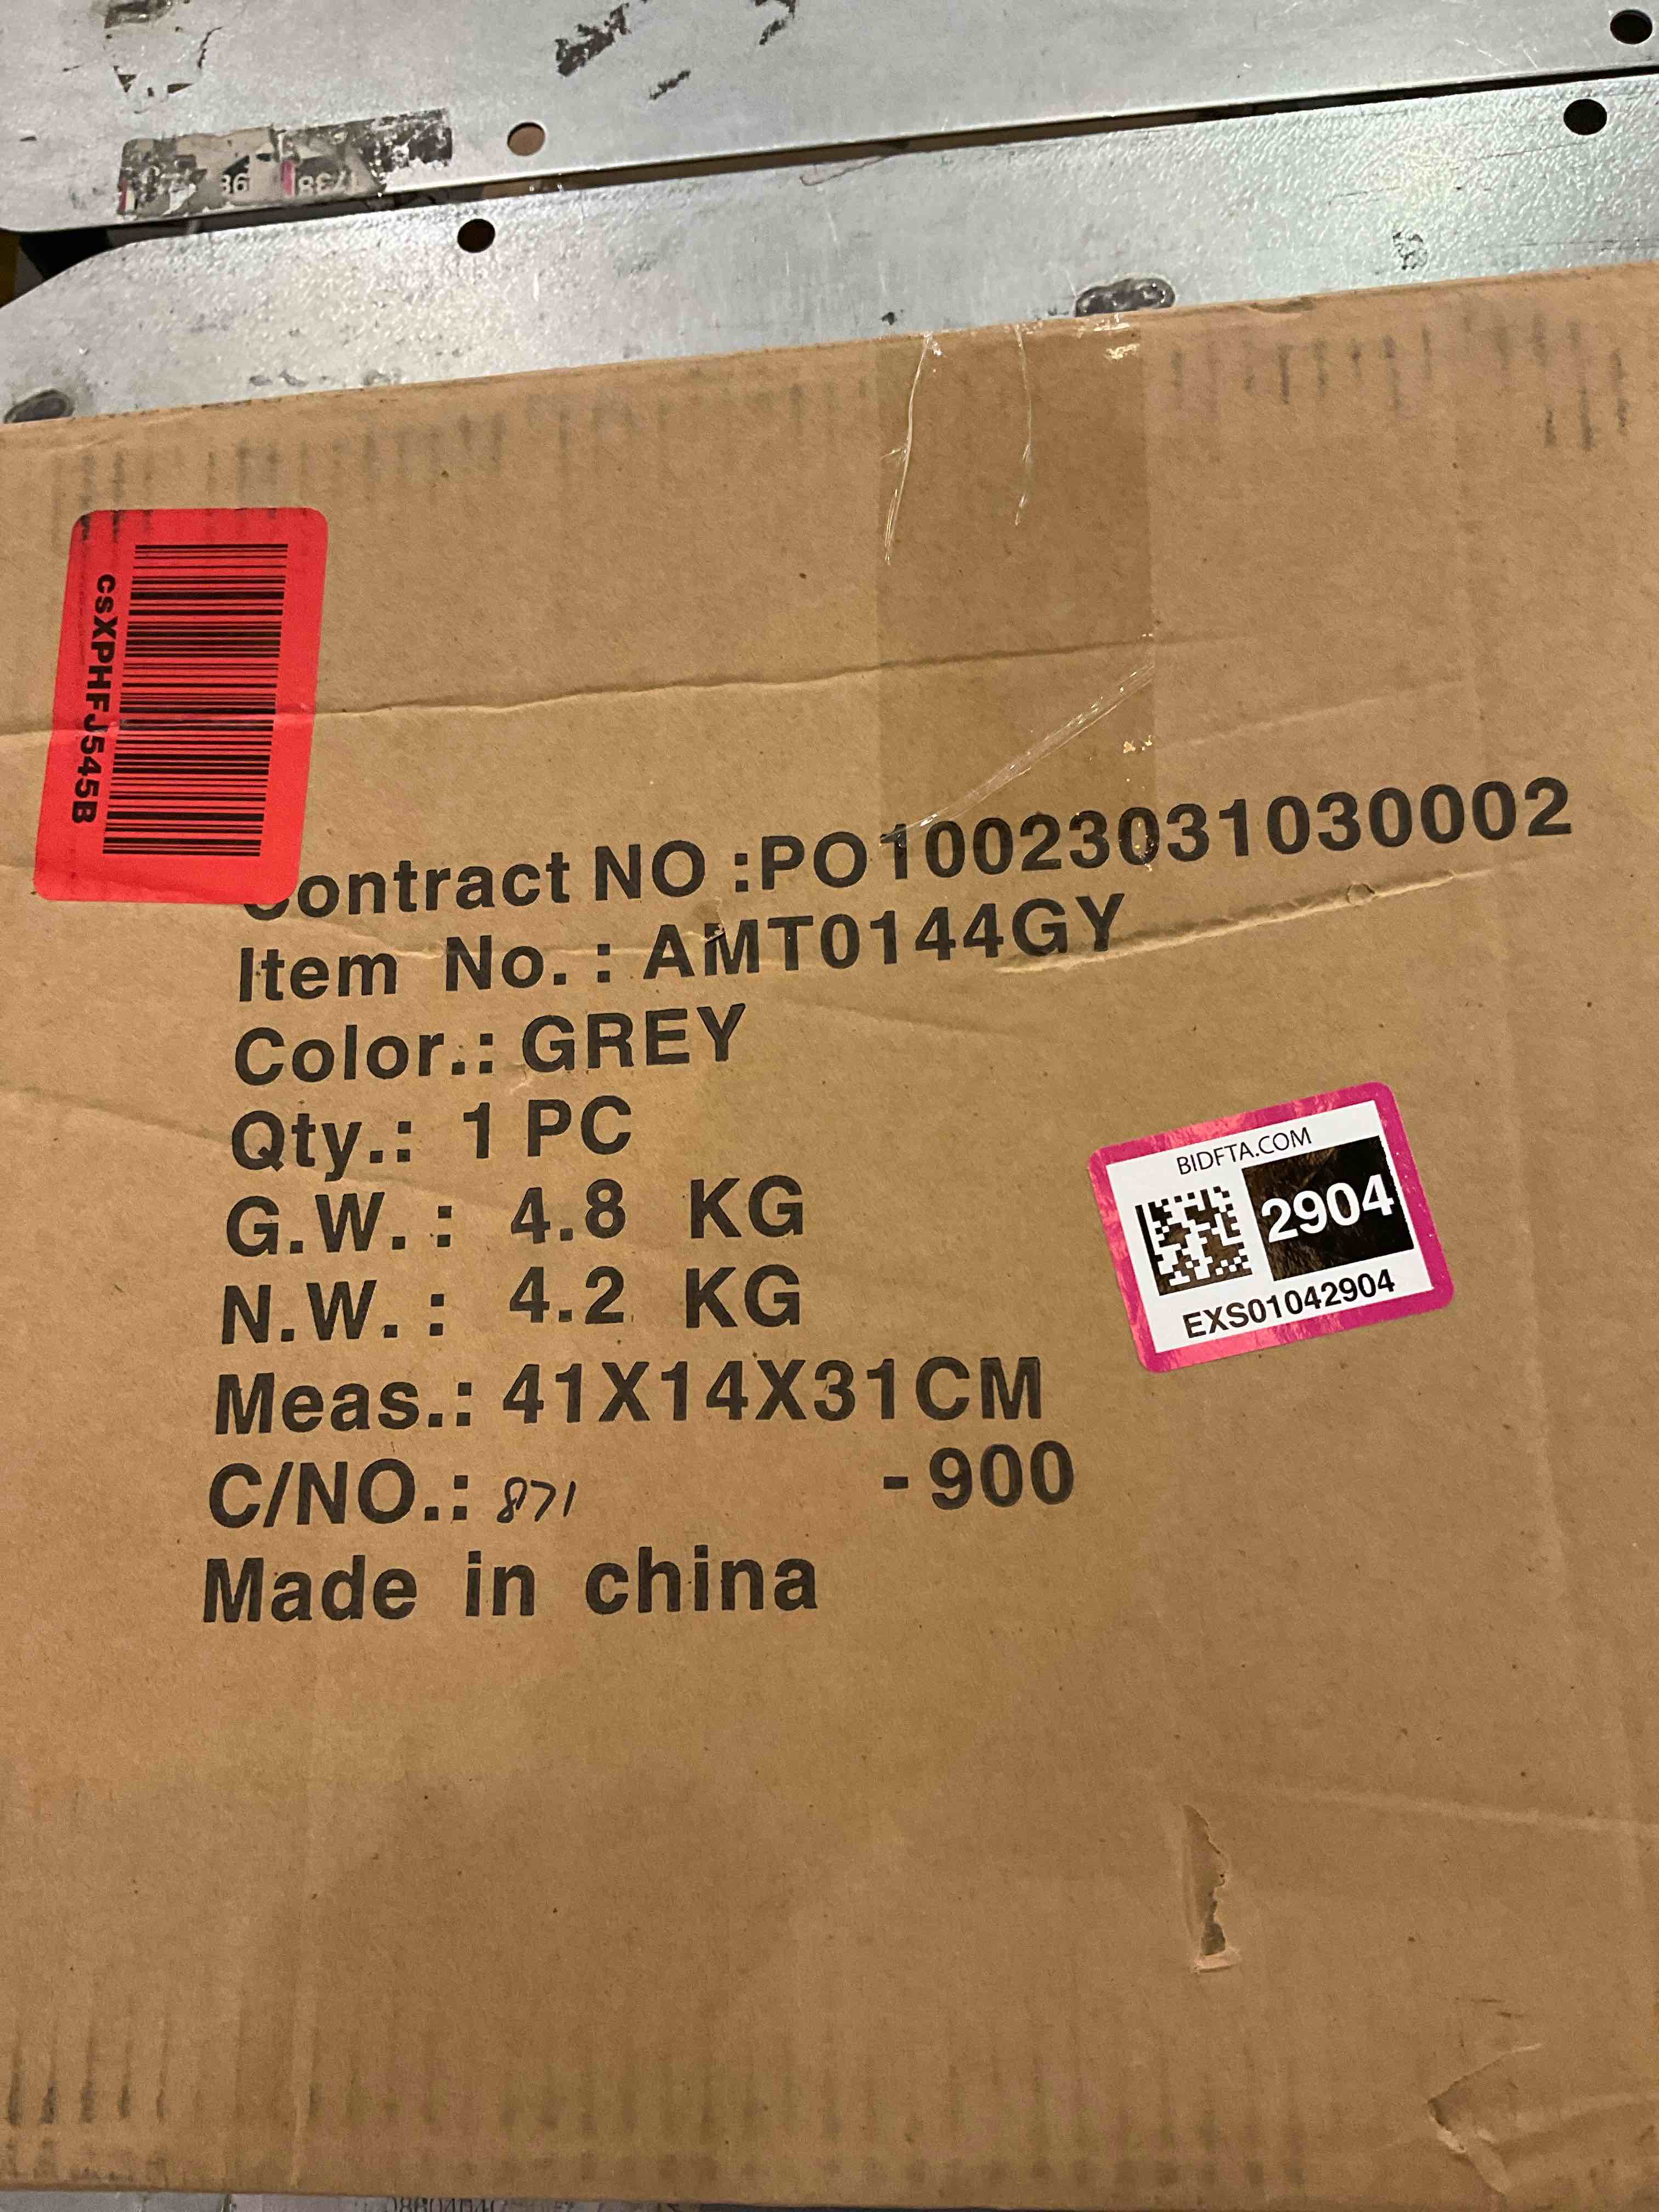 csXPHFJ545B
Contract NO :PO10023031030002
Item No. : AMT0144GY
Color.: GREY
Qty.: 1 PC
G.W. : 4.8 KG
N.W. : 4.2 KG
Meas.: 41X14X31CM
C/NO.: 871 -900
Made in china
BIDFTA.COM
2904
EXS01042904